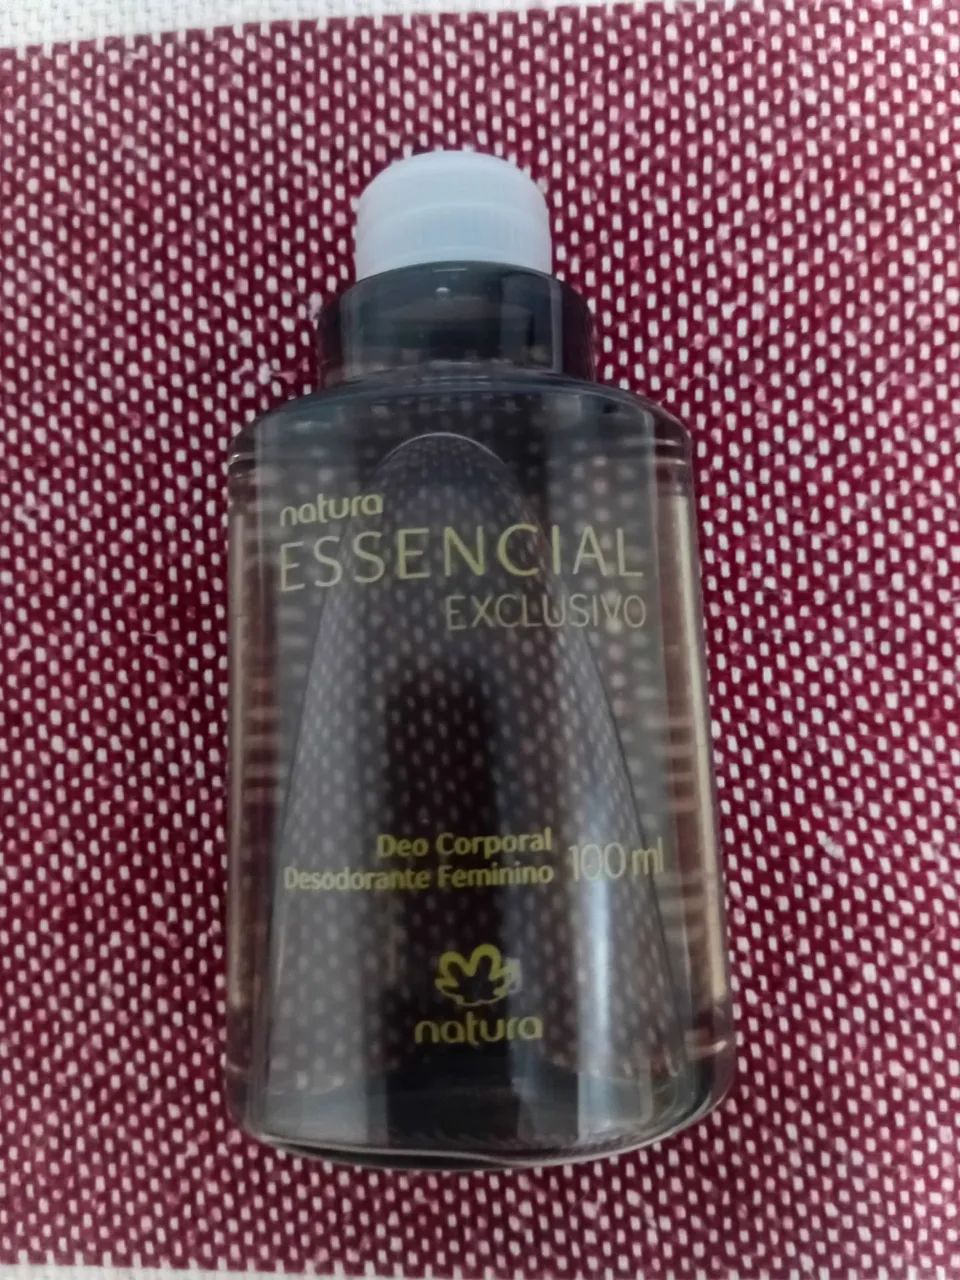 natura
ESSENCIAL
EXCLUSIVO
Deo Corporal
Desodorante Feminino 100 ml
natura